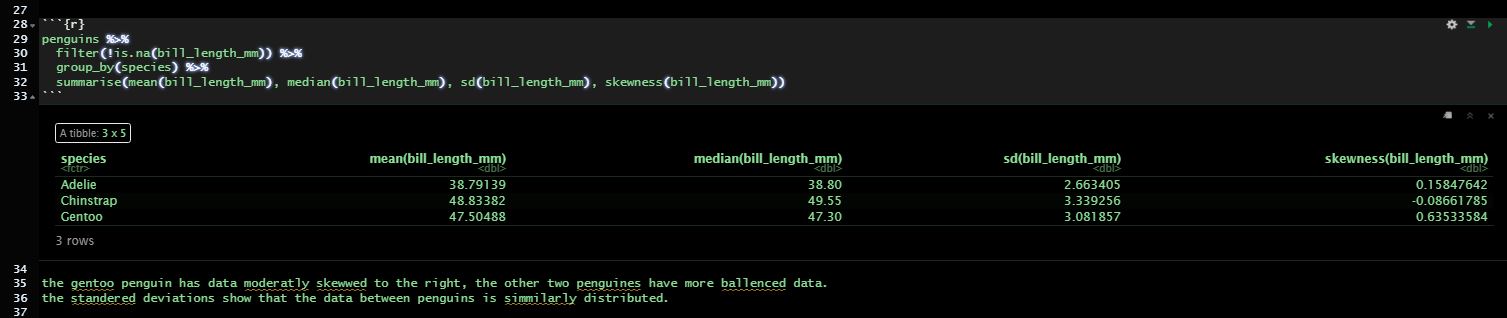 27
28 ```{r}
29 penguins %>%
30   filter(!is.na(bill_length_mm)) %>%
31   group_by(species) %>%
32   summarise(mean(bill_length_mm), median(bill_length_mm), sd(bill_length_mm), skewness(bill_length_mm))
33 ```
A tibble: 3 x 5
species mean(bill_length_mm) median(bill_length_mm) sd(bill_length_mm) skewness(bill_length_mm)
<fctr> <dbl> <dbl> <dbl> <dbl>
Adelie 38.79139 38.80 2.663405 0.15847642
Chinstrap 48.83382 49.55 3.339256 -0.08661785
Gentoo 47.50488 47.30 3.081857 0.63533584
3 rows
34
35 the gentoo penguin has data moderatly skewwed to the right, the other two penguines have more ballenced data.
36 the standered deviations show that the data between penguins is simmilarly distributed.
37